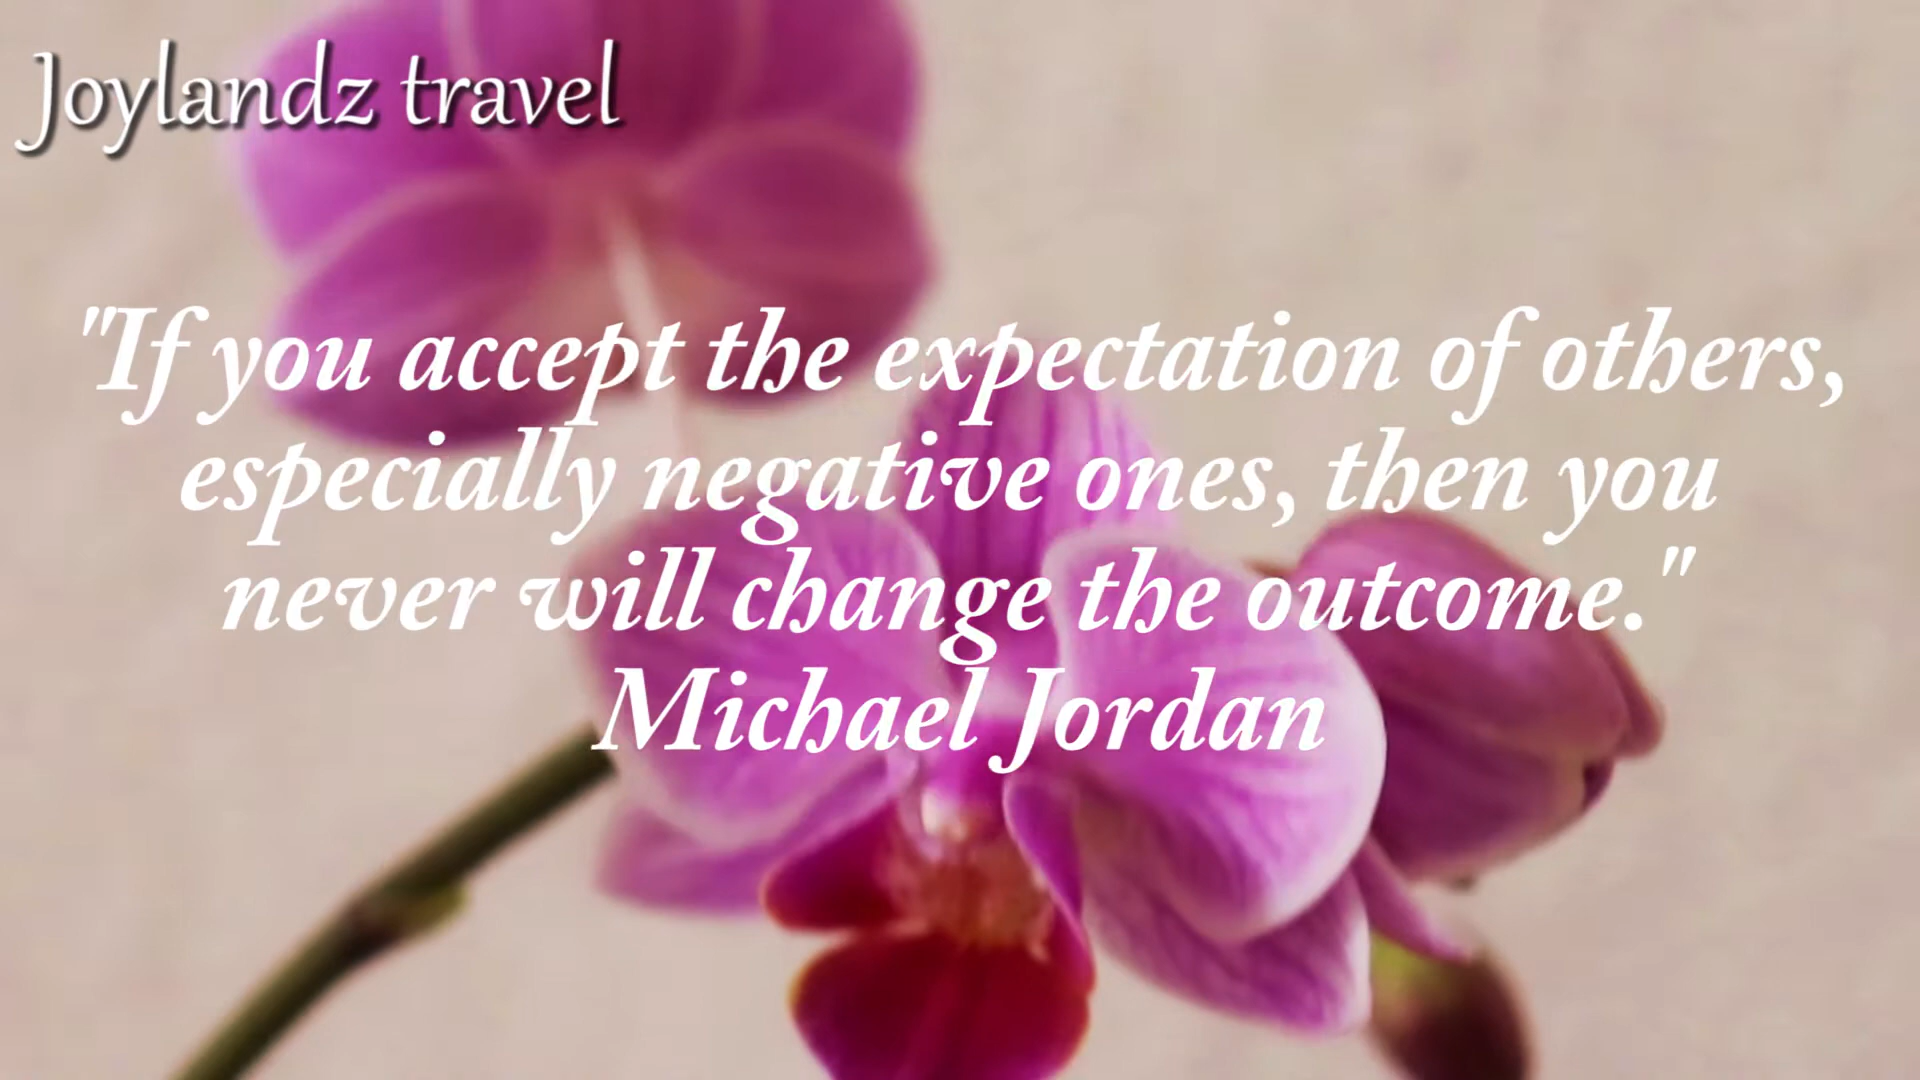 Joylandz travel
"If you accept the expectation of others,
especially negative ones, then you
never will change the outcome."
Michael Jordan